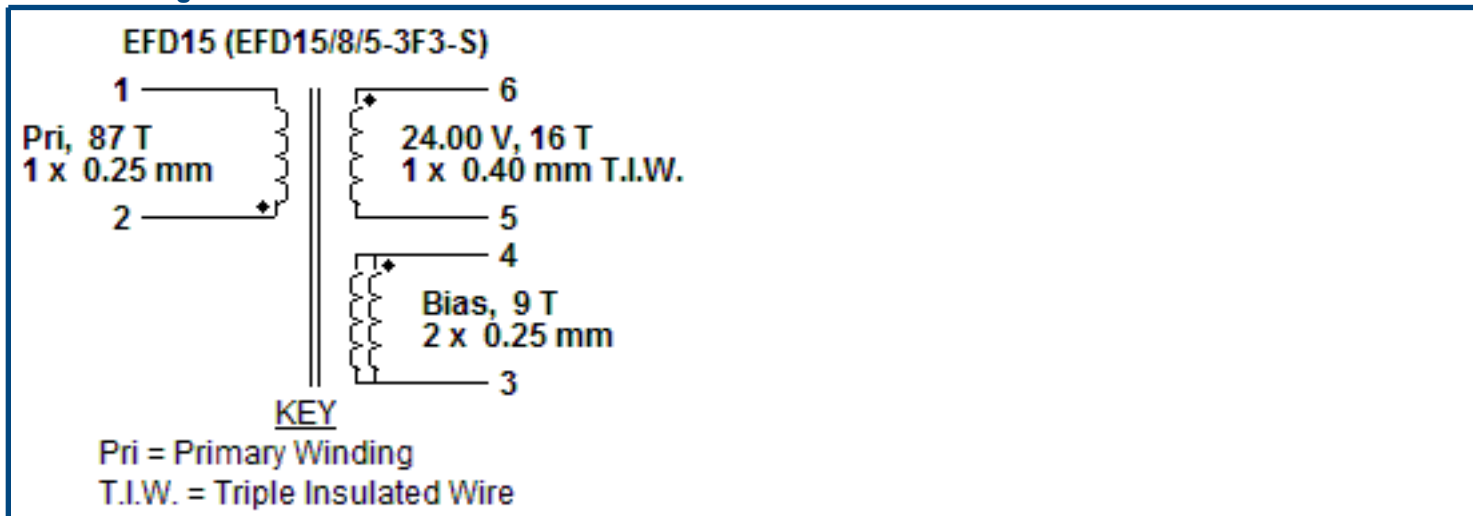 EFD15 (EFD15/8/5-3F3-S)
1
Pri, 87 T
1 x 0.25 mm
2
6
24.00 V, 16 T
1 x 0.40 mm T.I.W.
5
4
Bias, 9 T
2 x 0.25 mm
3
KEY
Pri = Primary Winding
T.I.W. = Triple Insulated Wire